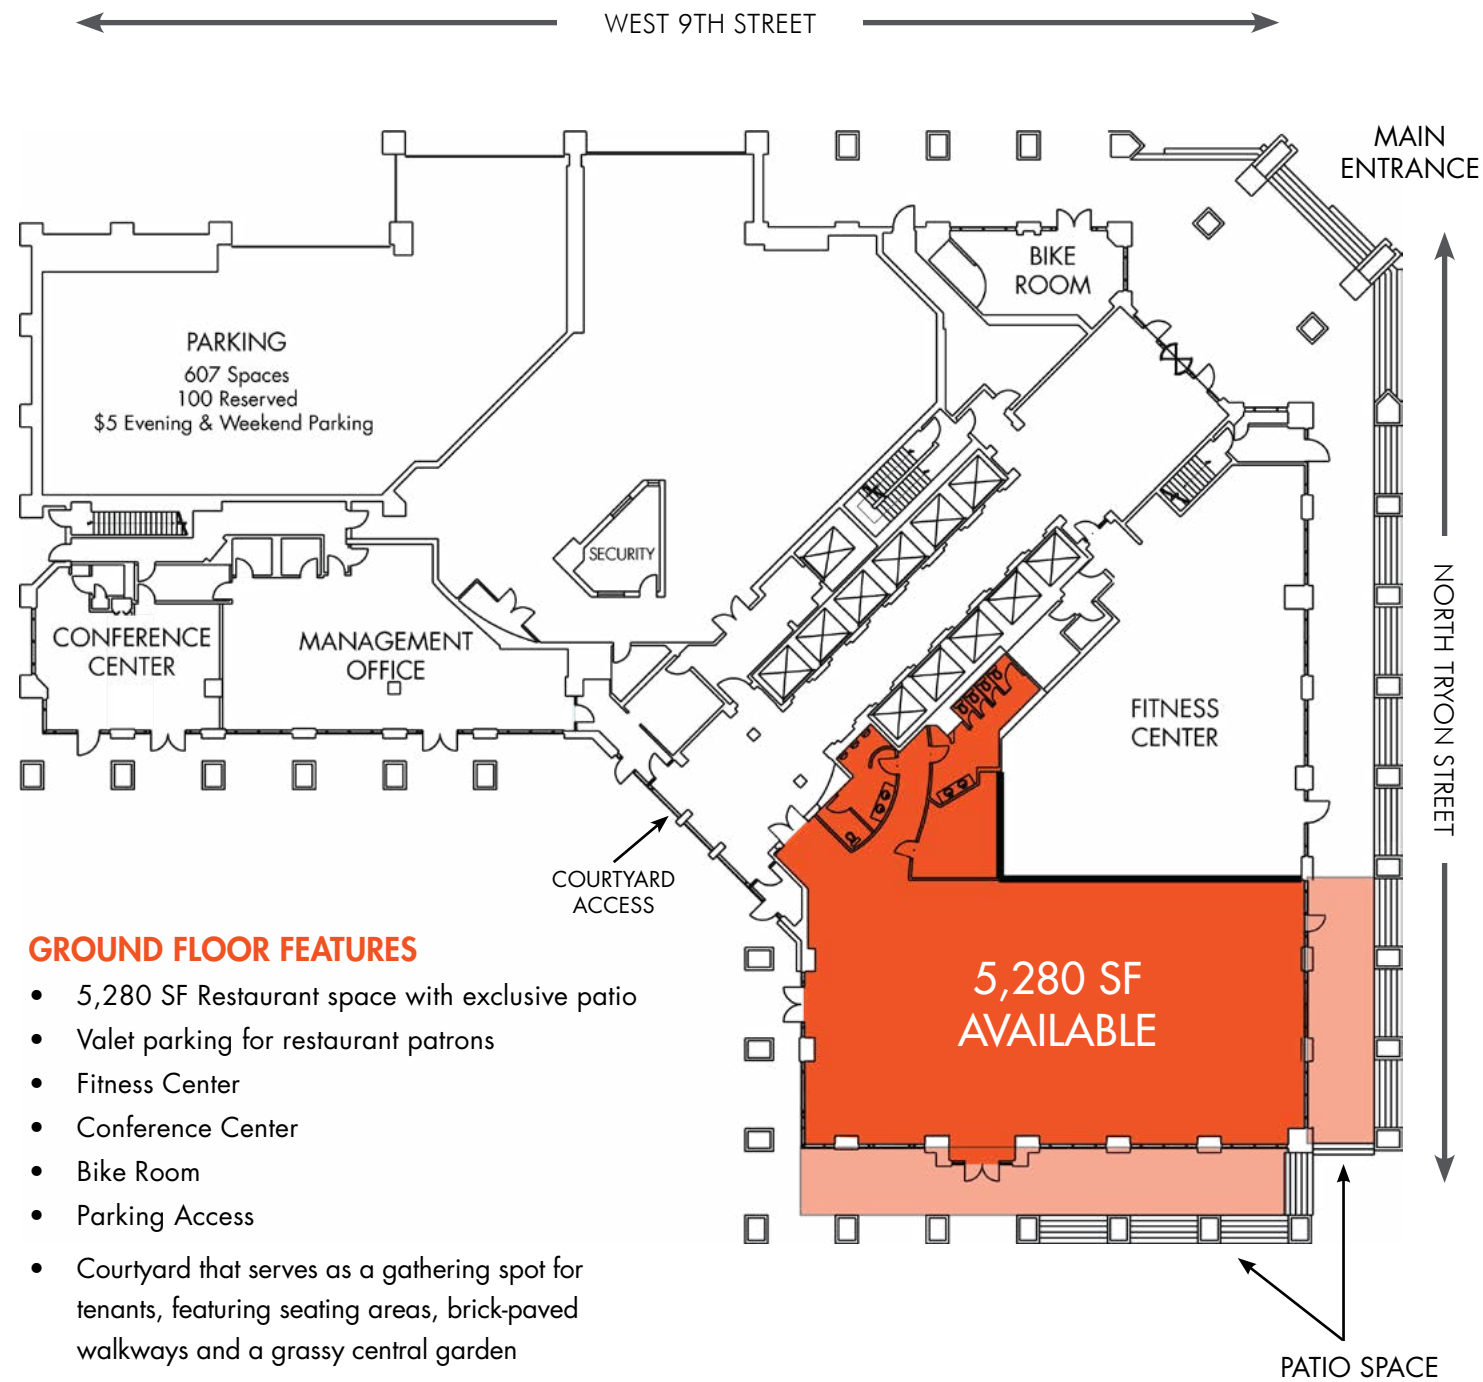 WEST 9TH STREET
MAIN
ENTRANCE
BIKE
ROOM
PARKING
607 Spaces
100 Reserved
$5 Evening & Weekend Parking
SECURITY
CONFERENCE
CENTER
MANAGEMENT
OFFICE
FITNESS
CENTER
NORTH TRYON STREET
COURTYARD
ACCESS
5,280 SF
AVAILABLE
GROUND FLOOR FEATURES
• 5,280 SF Restaurant space with exclusive patio
• Valet parking for restaurant patrons
• Fitness Center
• Conference Center
• Bike Room
• Parking Access
• Courtyard that serves as a gathering spot for
tenants, featuring seating areas, brick-paved
walkways and a grassy central garden
PATIO SPACE